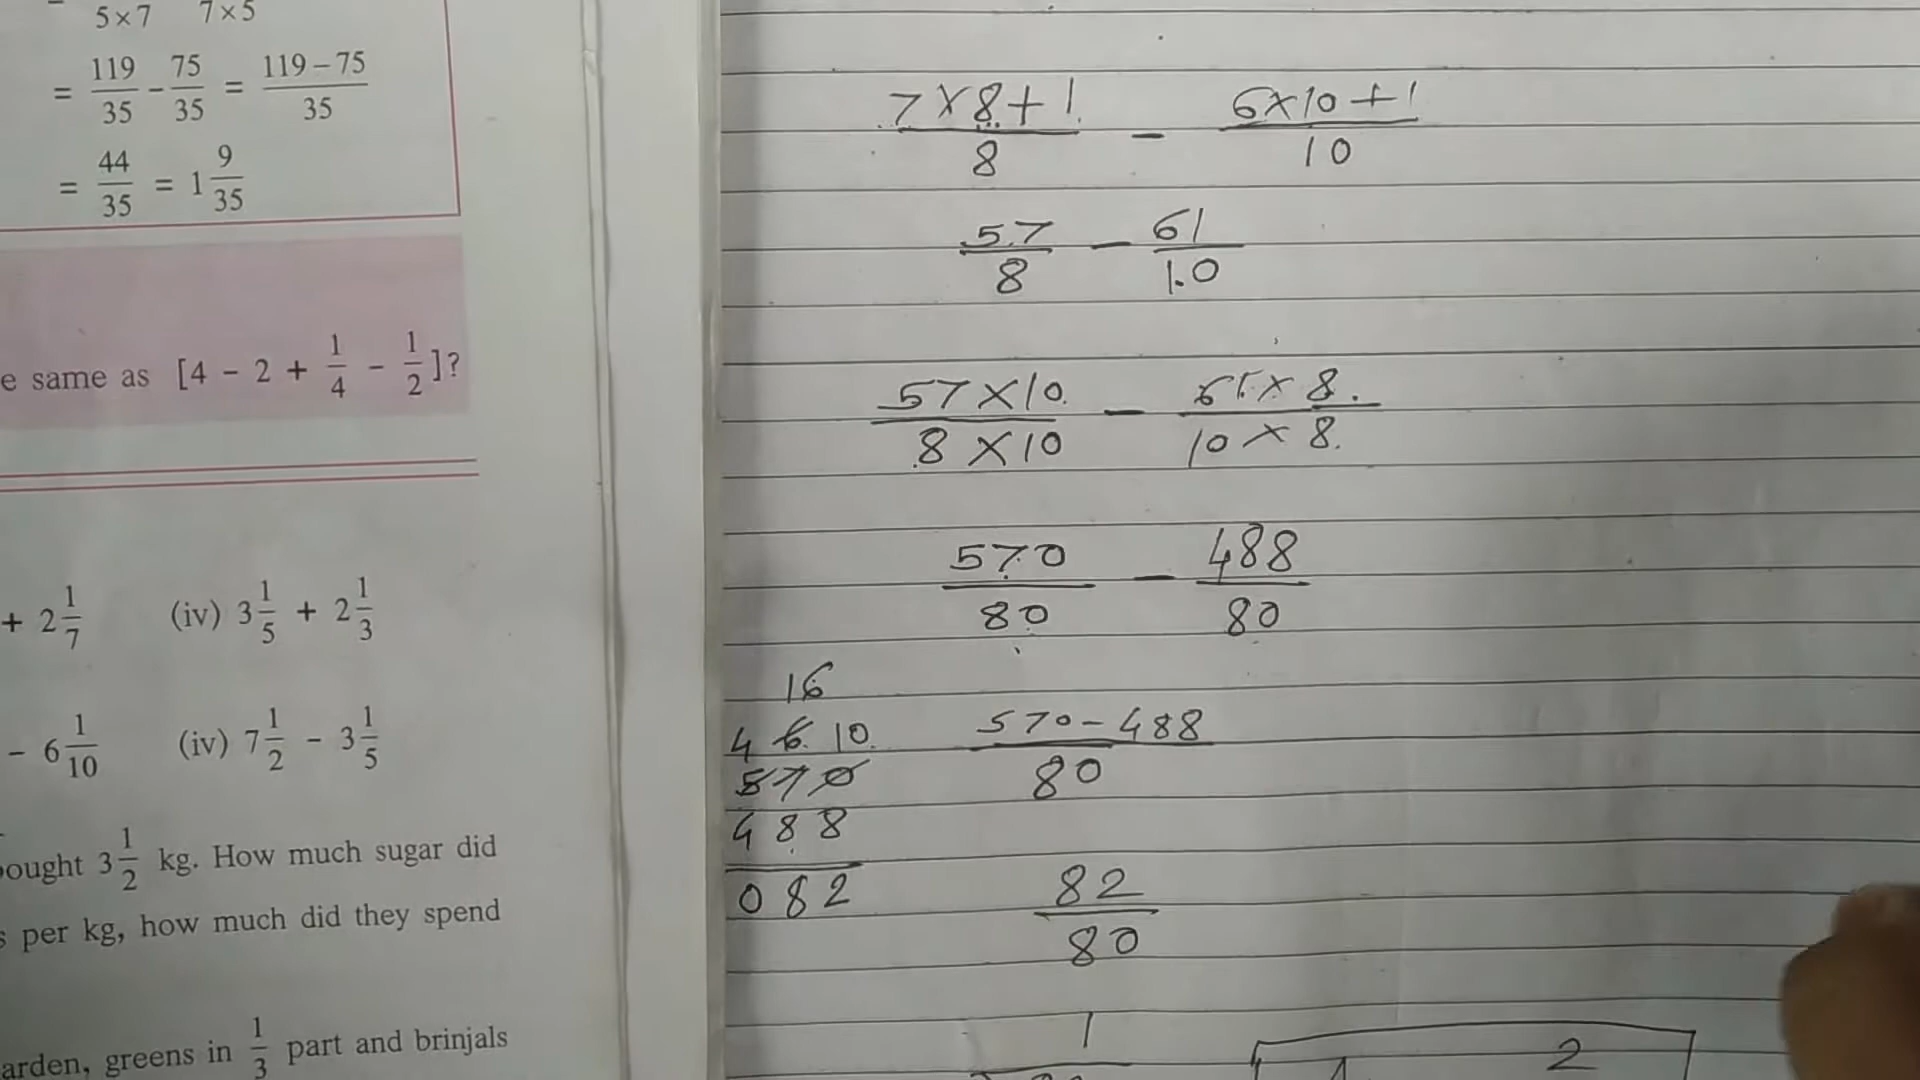 5×7 7×5
= 119/35 - 75/35 = 119-75/35
= 44/35 = 1 9/35
e same as [4 - 2 + 1/4 - 1/2]?
+ 2 1/7 (iv) 3 1/5 + 2 1/3
- 6 1/10 (iv) 7 1/2 - 3 1/5
ought 3 1/2 kg. How much sugar did
s per kg, how much did they spend
arden, greens in 1/3 part and brinjals
7×8+1/8 - 6×10+1/10
57/8 - 61/10
57×10/8×10 - 61×8/10×8
570/80 - 488/80
16
4 6 10
570
488
082
570-488/80
82/80
1
2